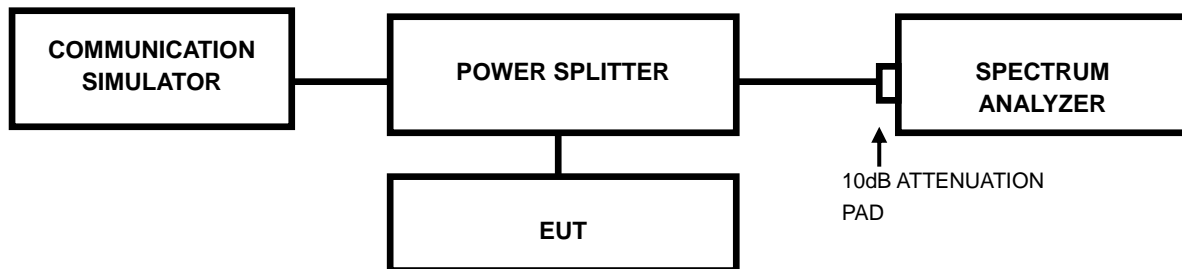 COMMUNICATION
SIMULATOR
POWER SPLITTER
SPECTRUM
ANALYZER
10dB ATTENUATION
PAD
EUT